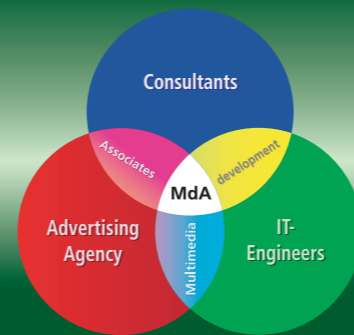 Consultants
Associates
development
MdA
Advertising
Agency
Multimedia
IT-
Engineers